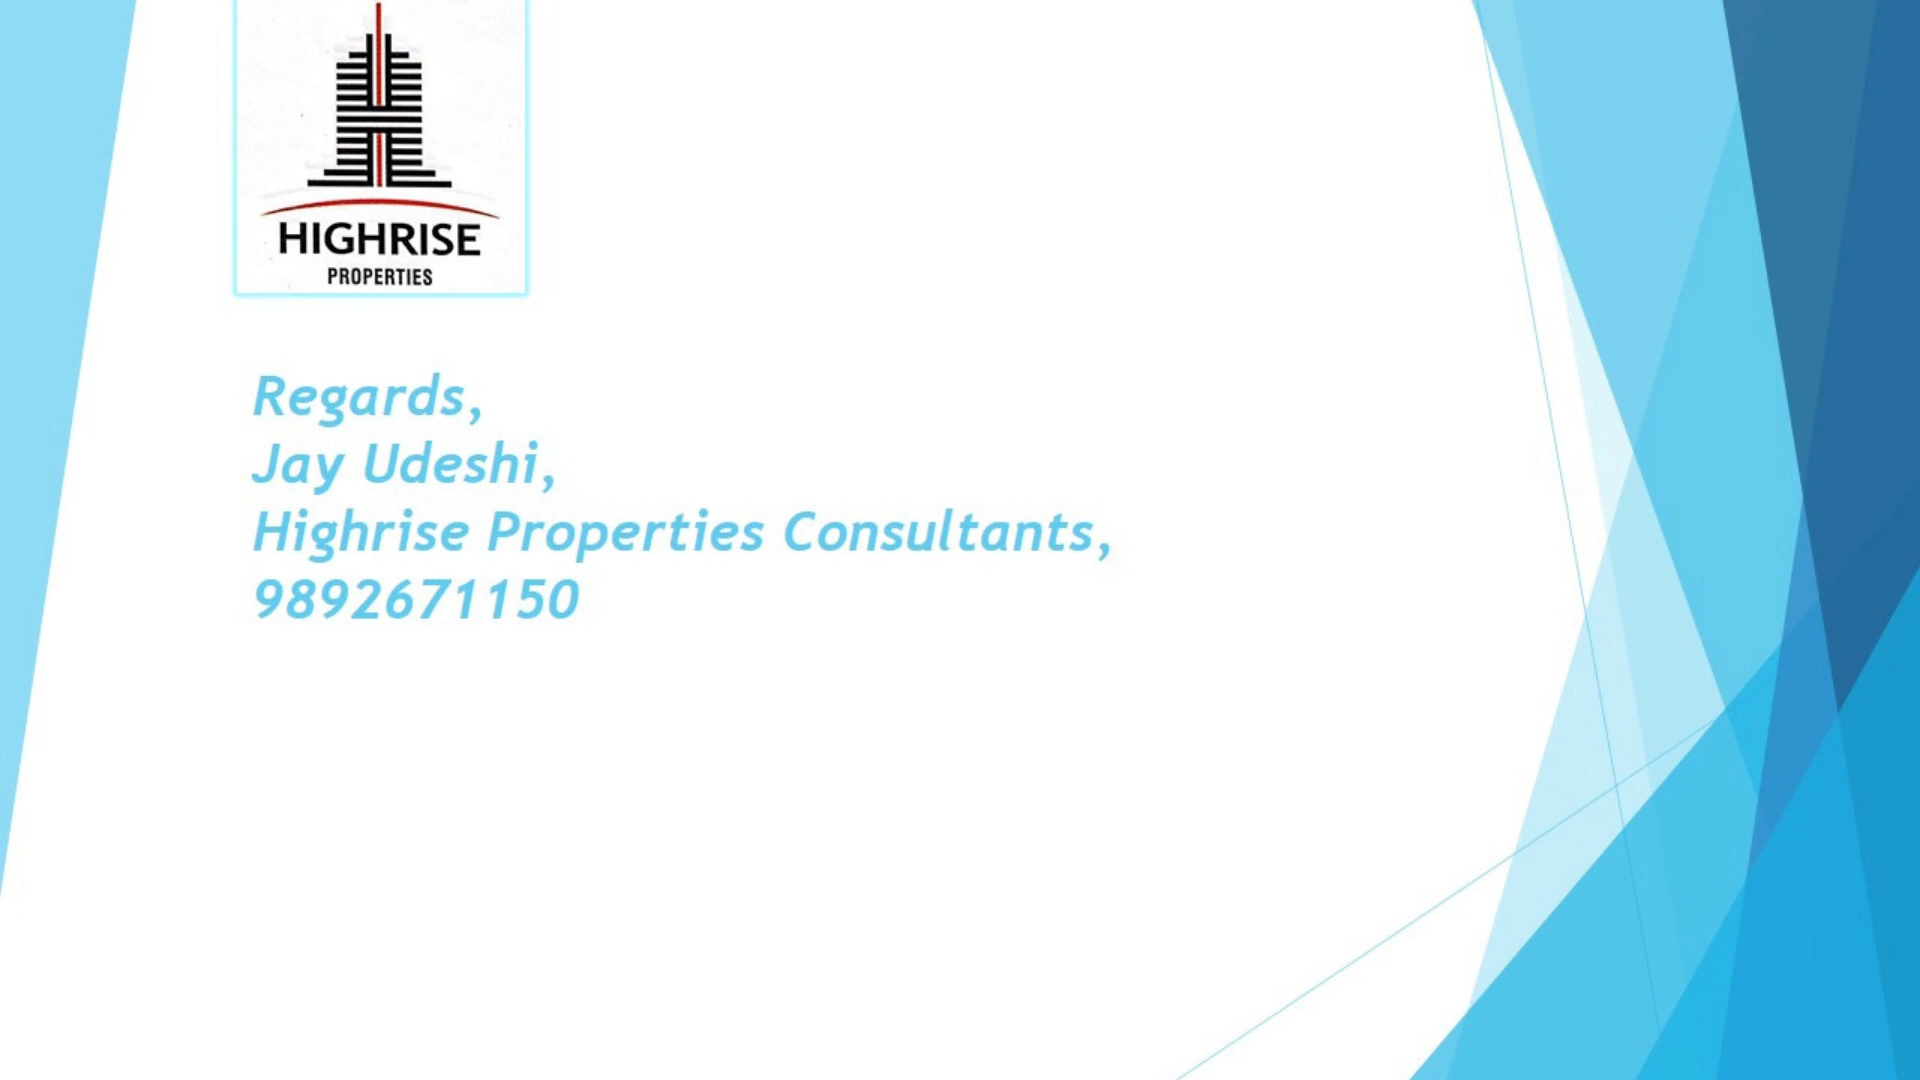 HIGHRISE
PROPERTIES
Regards,
Jay Udeshi,
Highrise Properties Consultants,
9892671150